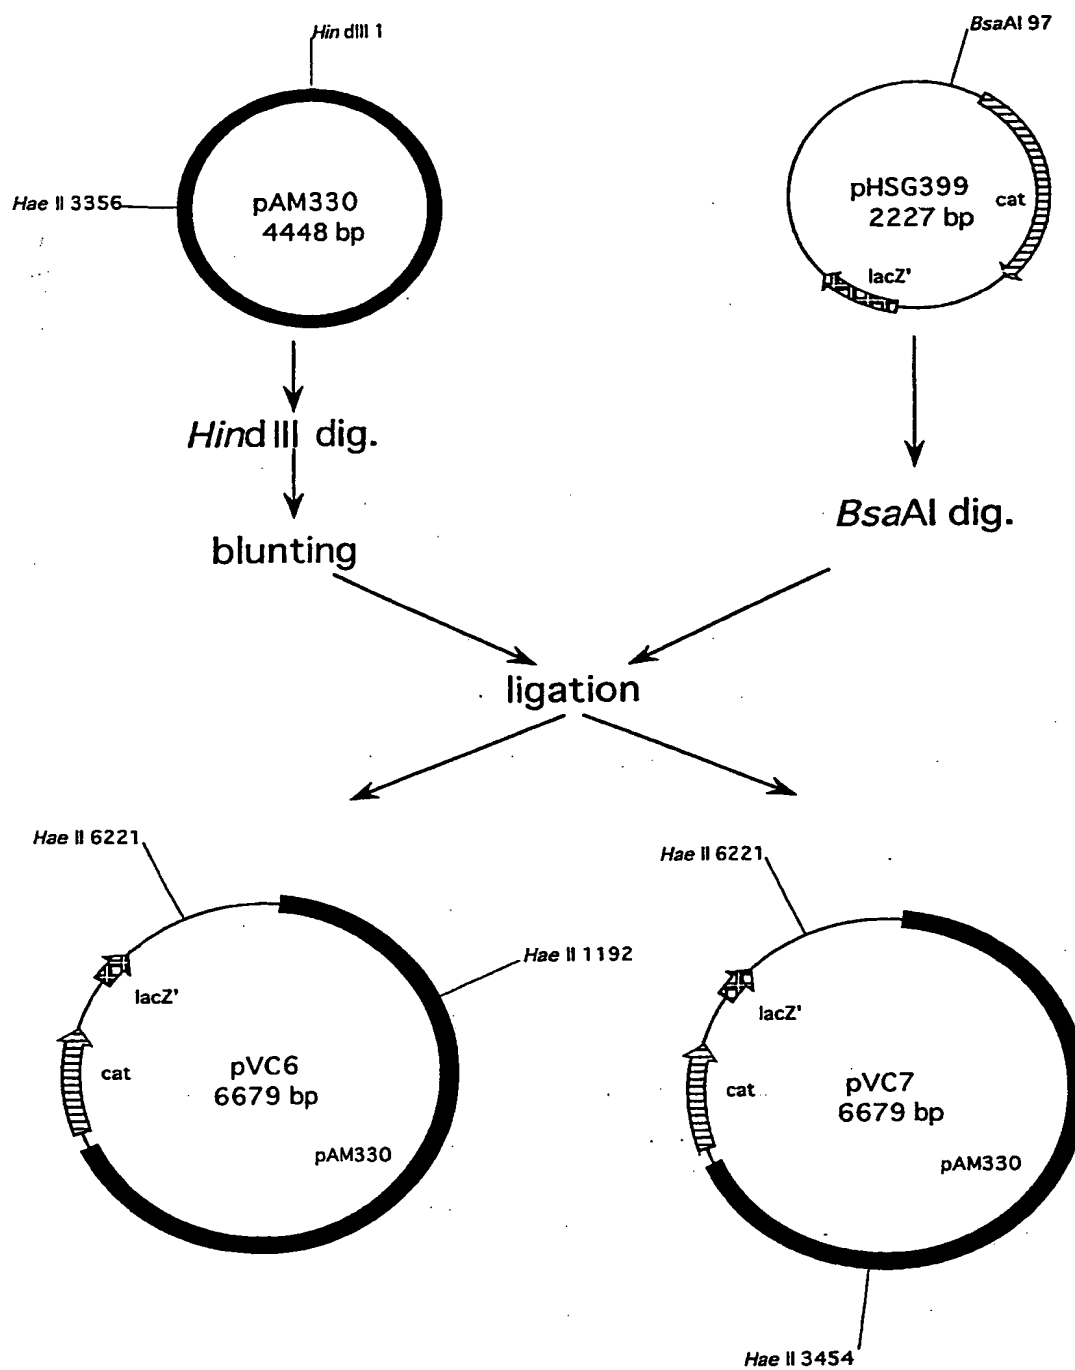 Hin dIII 1
BsaAI 97
Hae II 3356
pAM330
4448 bp
pHSG399
2227 bp
cat
lacZ'
HindIII dig.
BsaAI dig.
blunting
ligation
Hae II 6221
Hae II 1192
lacZ'
cat
pVC6
6679 bp
pAM330
Hae II 6221
lacZ'
cat
pVC7
6679 bp
pAM330
Hae II 3454